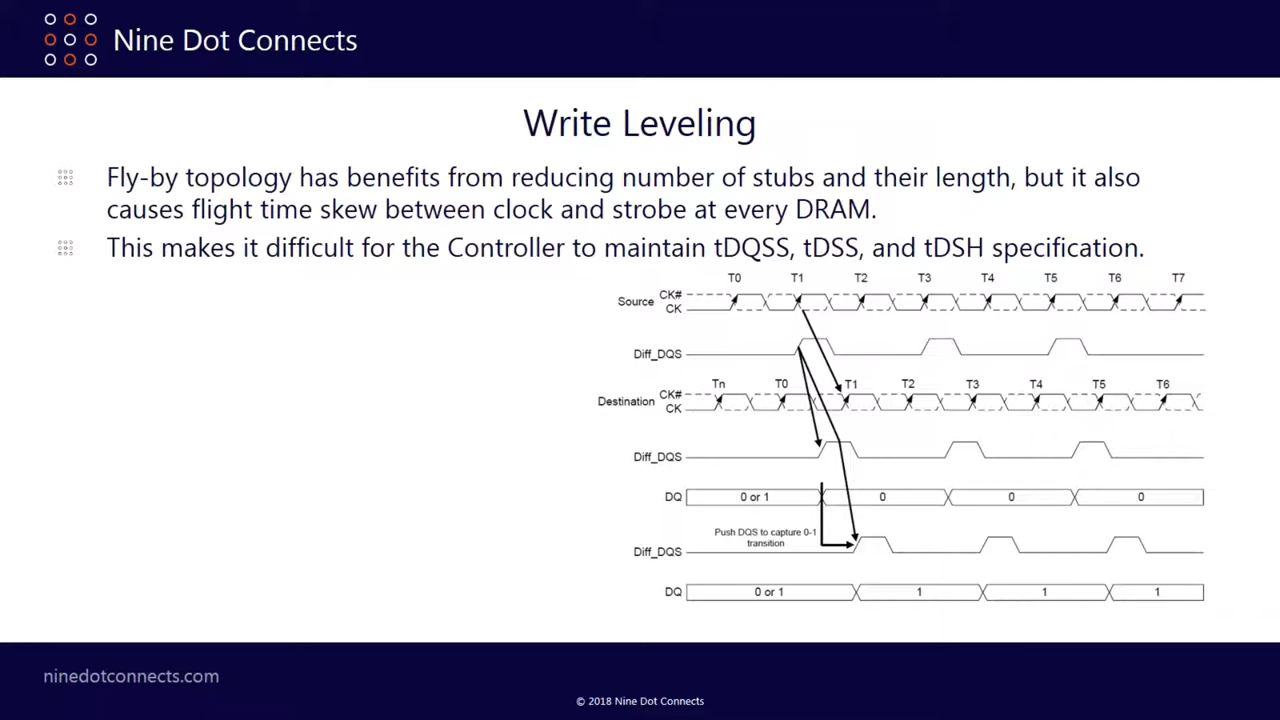 Nine Dot Connects
Write Leveling
Fly-by topology has benefits from reducing number of stubs and their length, but it also
causes flight time skew between clock and strobe at every DRAM.
This makes it difficult for the Controller to maintain tDQSS, tDSS, and tDSH specification.
T0 T1 T2 T3 T4 T5 T6 T7
Source CK#
CK
Diff_DQS
Tn T0 T1 T2 T3 T4 T5 T6
Destination CK#
CK
Diff_DQS
DQ 0 or 1 0 0 0
Push DQS to capture 0-1
transition
Diff_DQS
DQ 0 or 1 1 1 1
ninedotconnects.com
© 2018 Nine Dot Connects